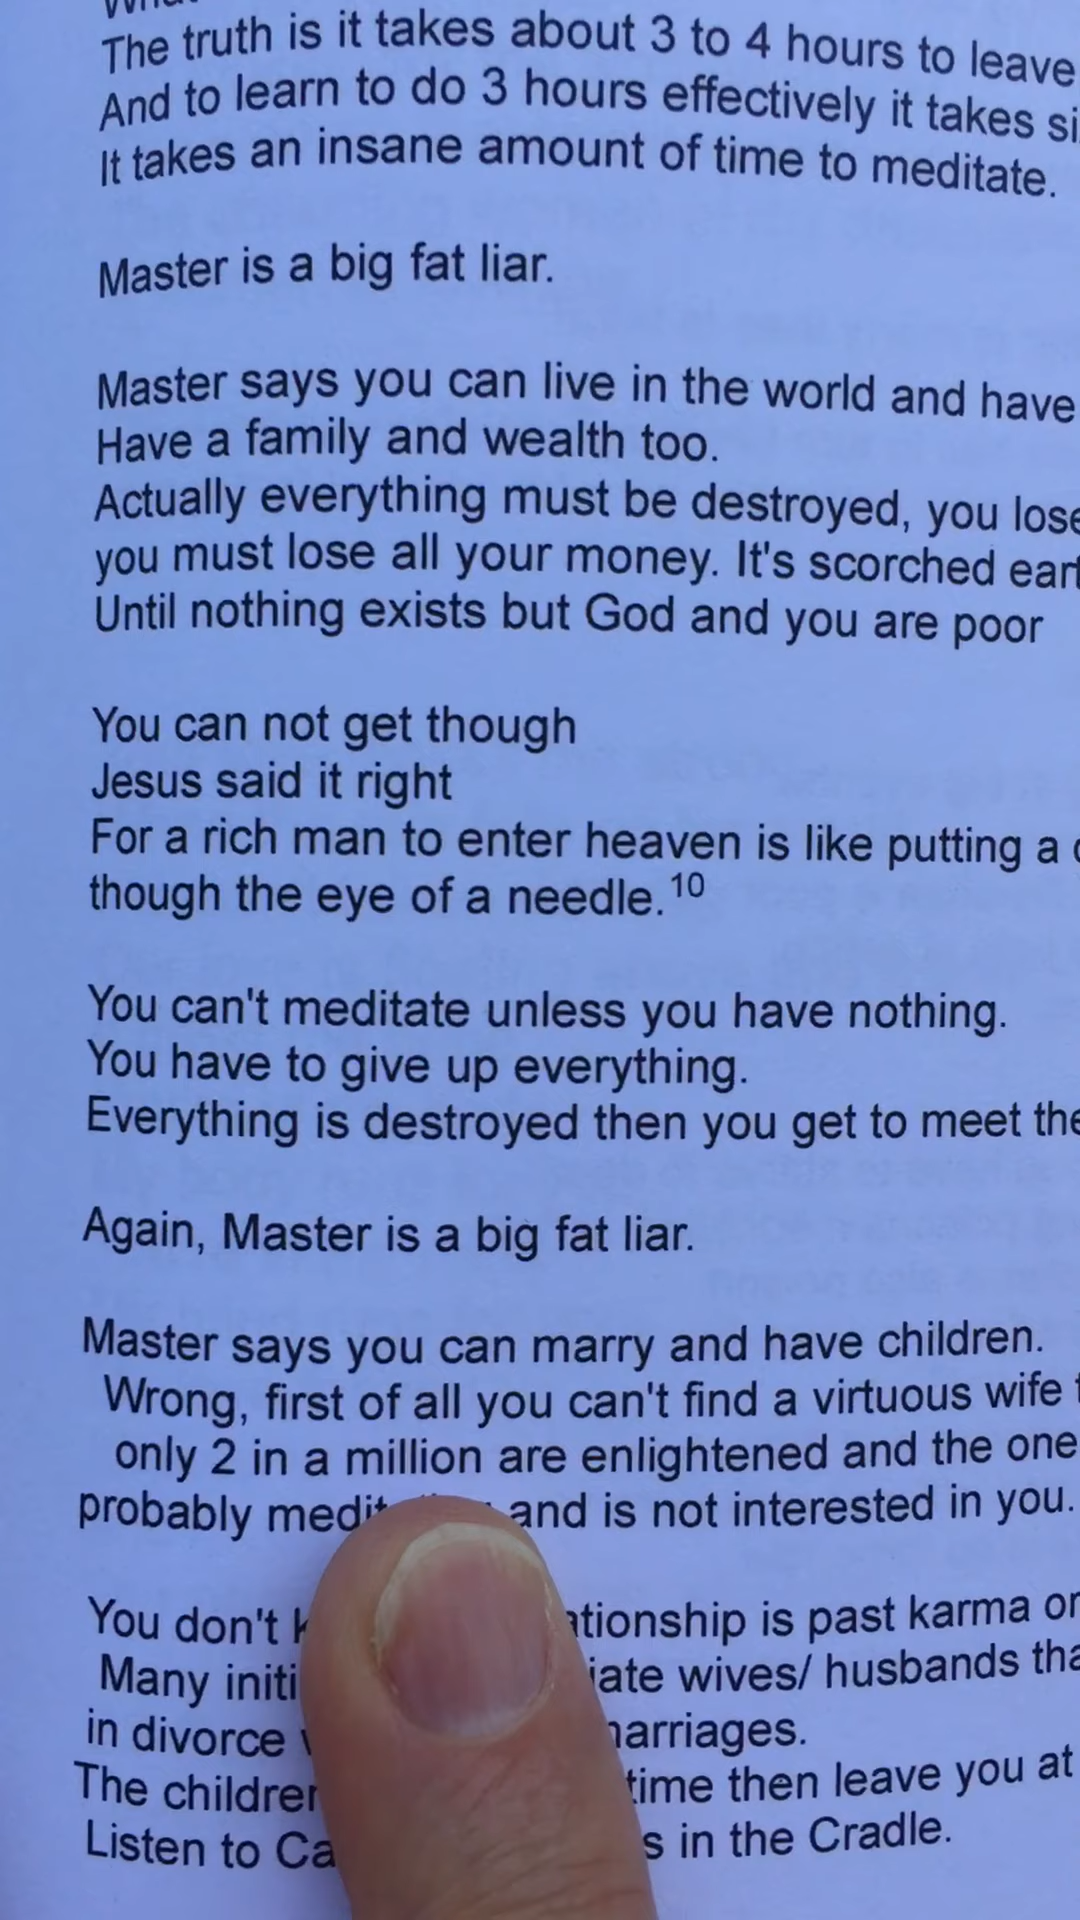 The truth is it takes about 3 to 4 hours to leave
And to learn to do 3 hours effectively it takes
It takes an insane amount of time to meditate.
Master is a big fat liar.
Master says you can live in the world and have
Have a family and wealth too.
Actually everything must be destroyed, you lose
you must lose all your money. It's scorched
Until nothing exists but God and you are poor
You can not get though
Jesus said it right
For a rich man to enter heaven is like putting a
though the eye of a needle.10
You can't meditate unless you have nothing.
You have to give up everything.
Everything is destroyed then you get to meet the
Again, Master is a big fat liar.
Master says you can marry and have children.
Wrong, first of all you can't find a virtuous wife
only 2 in a million are enlightened and the one
probably and is not interested in you.
You don't is past karma or
Many wives/ husbands
in divorce
The time then leave you at
Listen to in the Cradle.